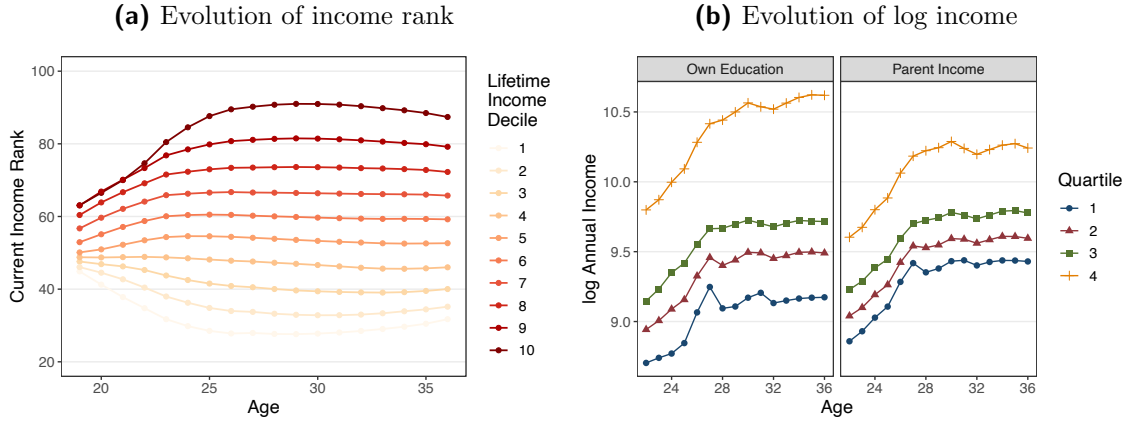 (a) Evolution of income rank
100
80
60
40
20
Current Income Rank
20 25 30 35
Age
Lifetime
Income
Decile
1
2
3
4
5
6
7
8
9
10
(b) Evolution of log income
Own Education Parent Income
10.5
10.0
9.5
9.0
log Annual Income
24 28 32 36 24 28 32 36
Age
Quartile
1
2
3
4